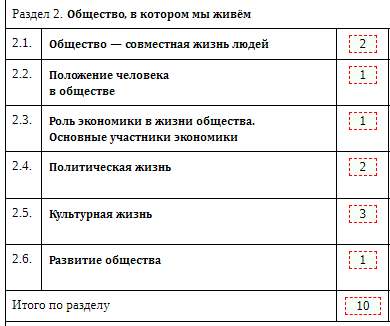 Раздел 2. Общество, в котором мы живём
2.1. Общество — совместная жизнь людей 2
2.2. Положение человека 1
в обществе
2.3. Роль экономики в жизни общества. 1
Основные участники экономики
2.4. Политическая жизнь 2
2.5. Культурная жизнь 3
2.6. Развитие общества 1
Итого по разделу 10